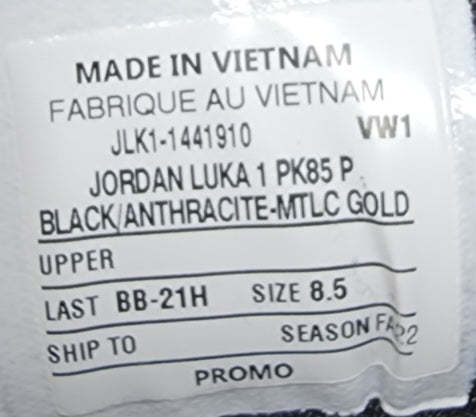 MADE IN VIETNAM
FABRIQUE AU VIETNAM
JLK1-1441910 VW1
JORDAN LUKA 1 PK85 P
BLACK/ANTHRACITE-MTLC GOLD
UPPER
LAST BB-21H SIZE 8.5
SHIP TO SEASON FA22
PROMO